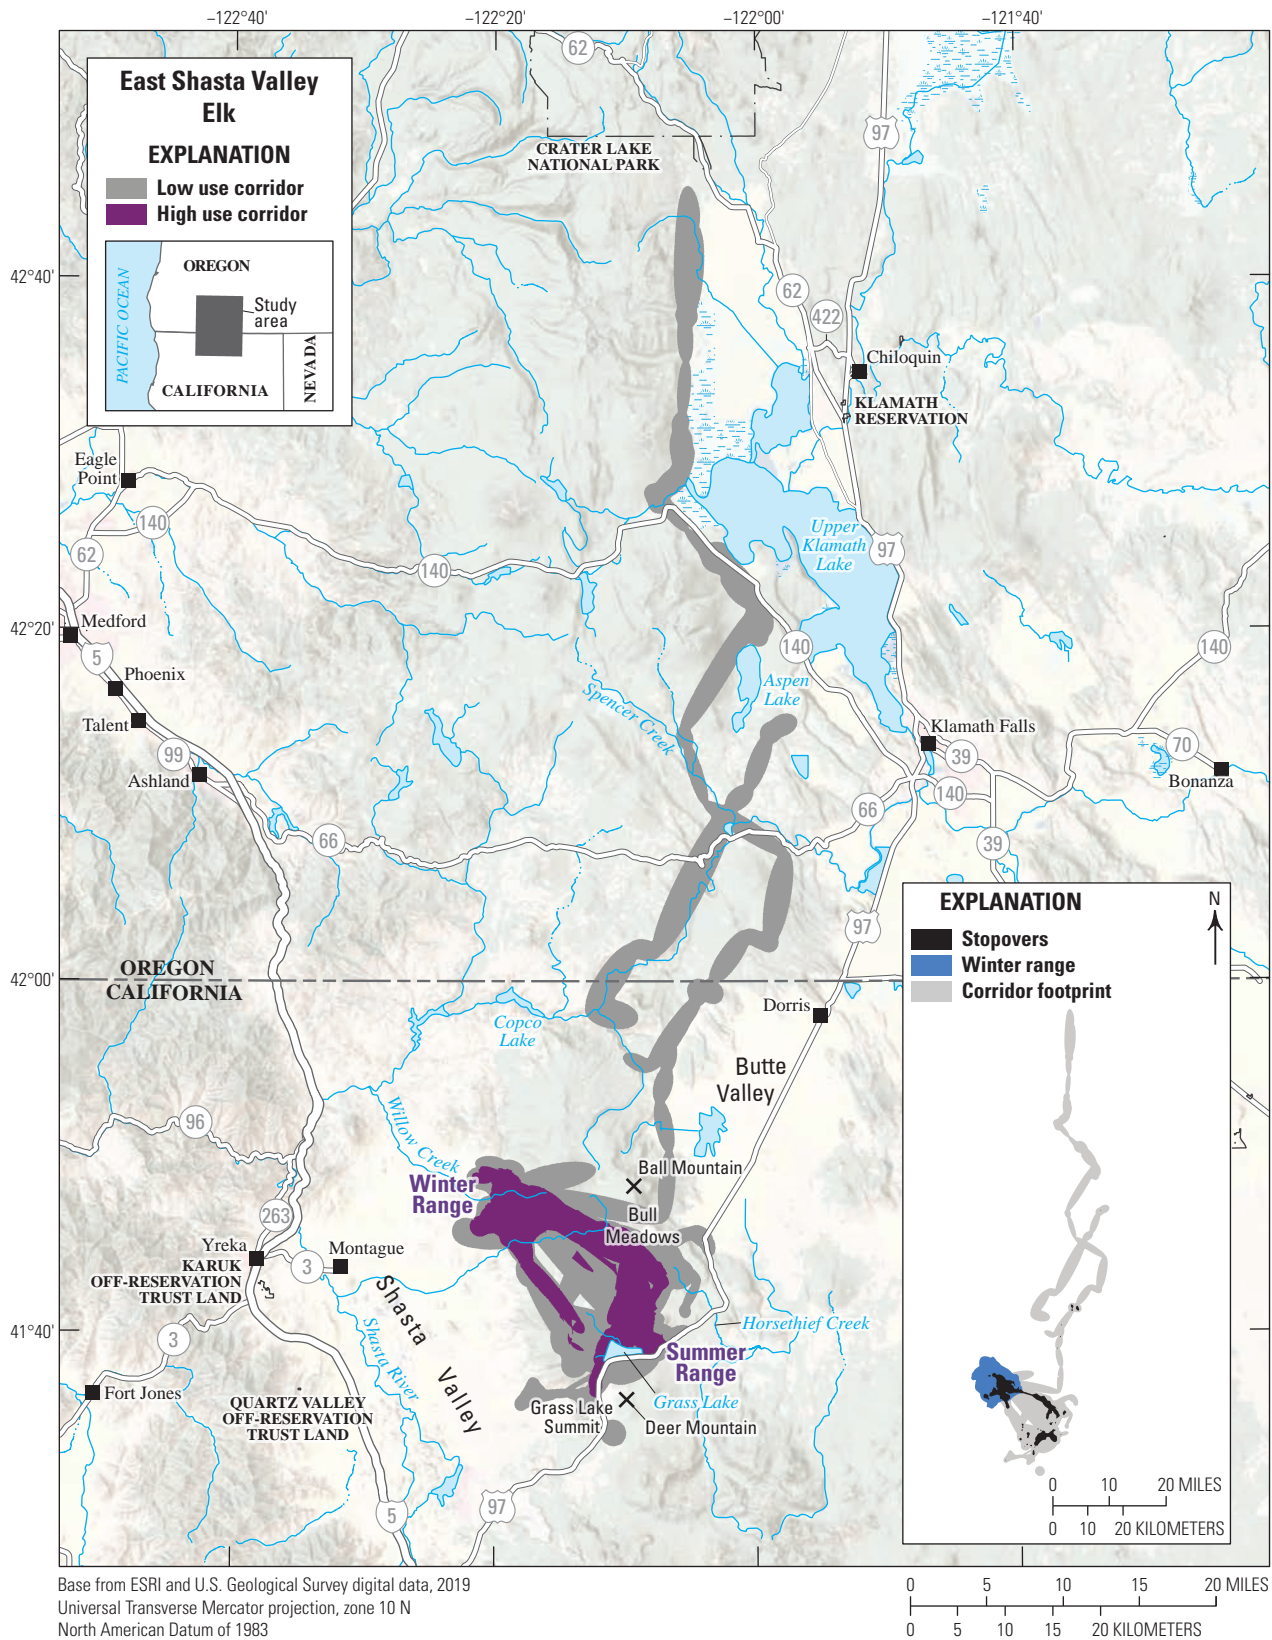 −122°40'
−122°20'
−122°00'
−121°40'
East Shasta Valley
Elk
EXPLANATION
Low use corridor
High use corridor
OREGON
PACIFIC OCEAN
Study
area
NEVADA
CALIFORNIA
62
97
CRATER LAKE
NATIONAL PARK
42°40'
62
422
Chiloquin
KLAMATH
RESERVATION
Eagle
Point
140
62
140
Upper
Klamath
Lake
97
42°20'
Medford
5
Phoenix
Talent
99
Ashland
66
140
140
Aspen
Lake
Spencer Creek
Klamath Falls
39
70
Bonanza
140
66
39
97
OREGON
CALIFORNIA
42°00'
Dorris
Copco
Lake
Butte
Valley
96
Willow Creek
Ball Mountain
Winter
Range
Bull
Meadows
263
Yreka
Montague
3
KARUK
OFF-RESERVATION
TRUST LAND
Shasta Valley
Shasta River
41°40'
3
Horsethief Creek
Summer
Range
Fort Jones
QUARTZ VALLEY
OFF-RESERVATION
TRUST LAND
Grass Lake
Grass Lake
Summit
Deer Mountain
97
5
EXPLANATION
N
Stopovers
Winter range
Corridor footprint
0 10 20 MILES
0 10 20 KILOMETERS
Base from ESRI and U.S. Geological Survey digital data, 2019
Universal Transverse Mercator projection, zone 10 N
North American Datum of 1983
0 5 10 15 20 MILES
0 5 10 15 20 KILOMETERS